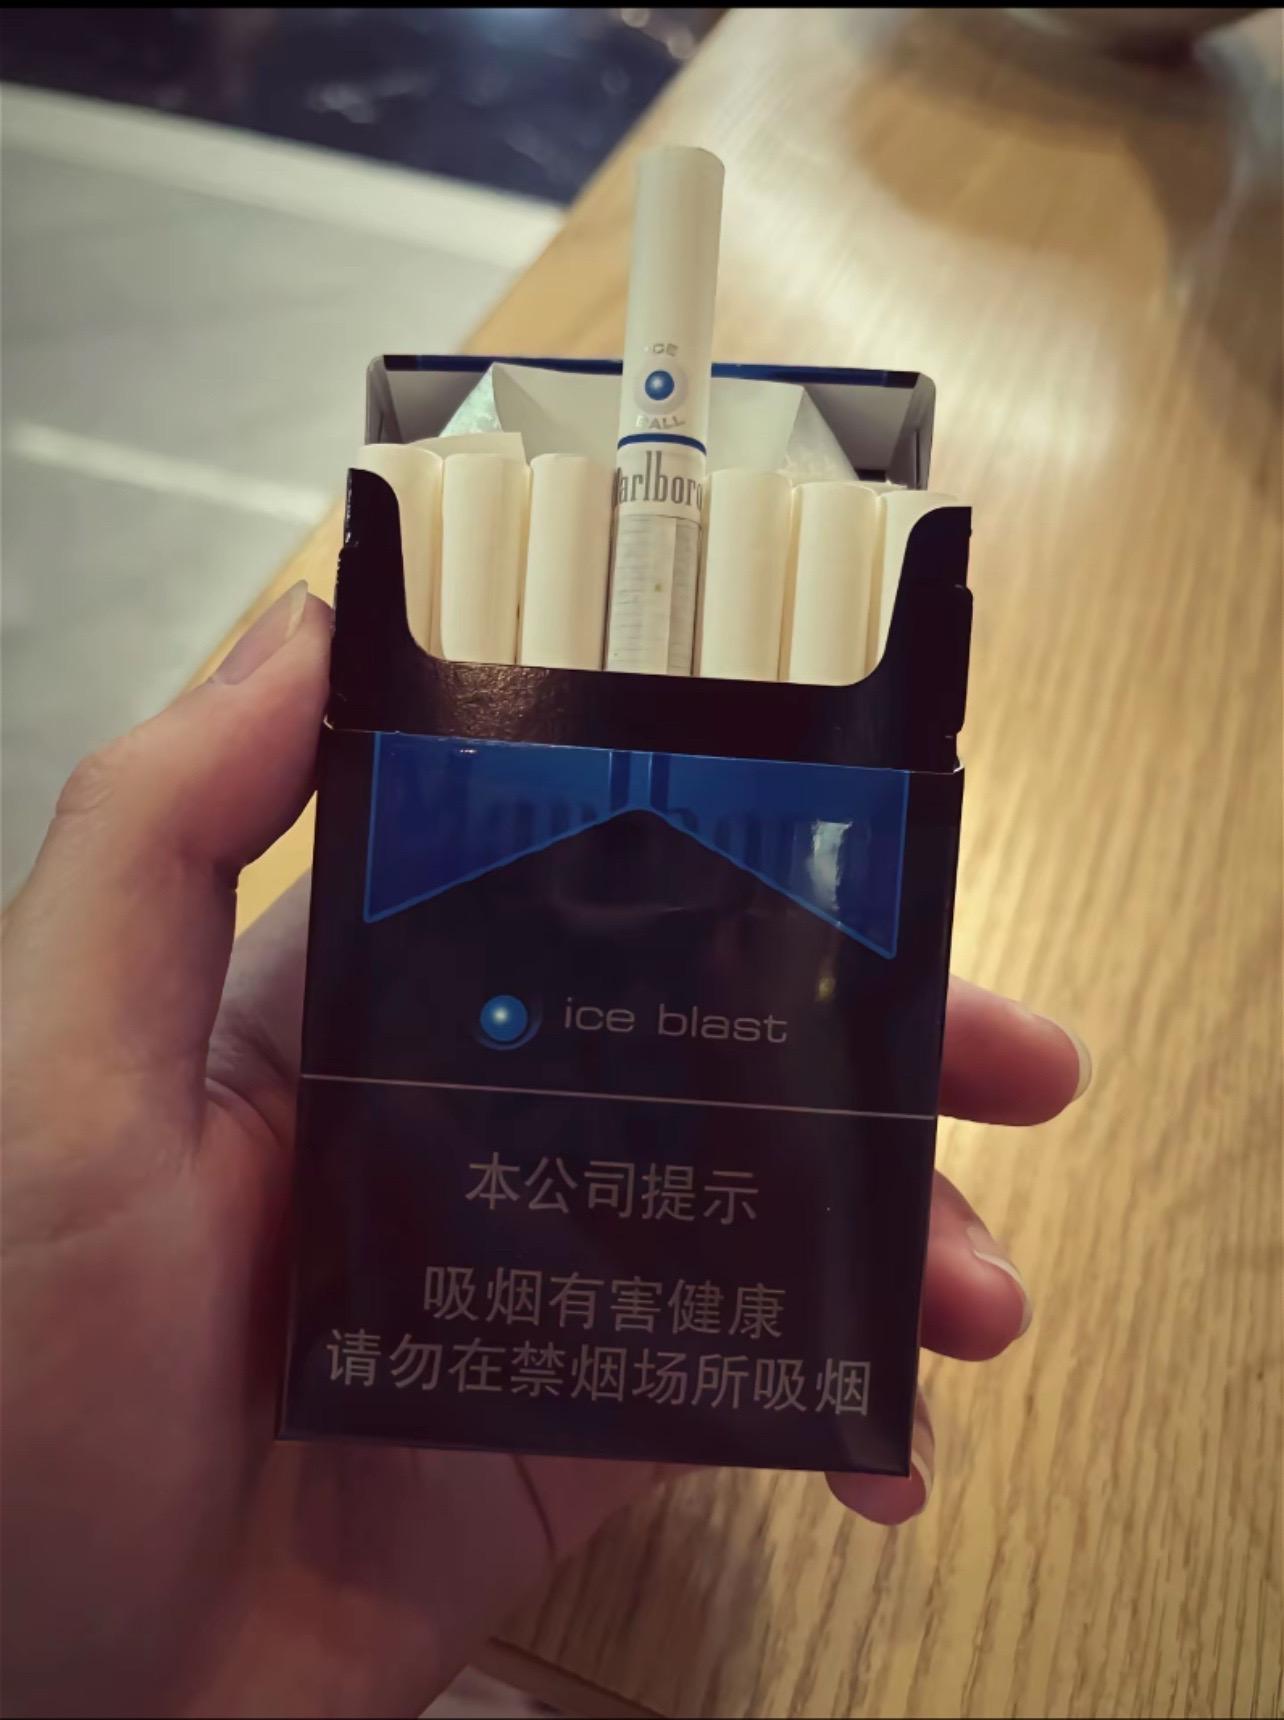 ICE
BALL
Marlboro
Marlboro
ice blast
本公司提示
吸烟有害健康
请勿在禁烟场所吸烟